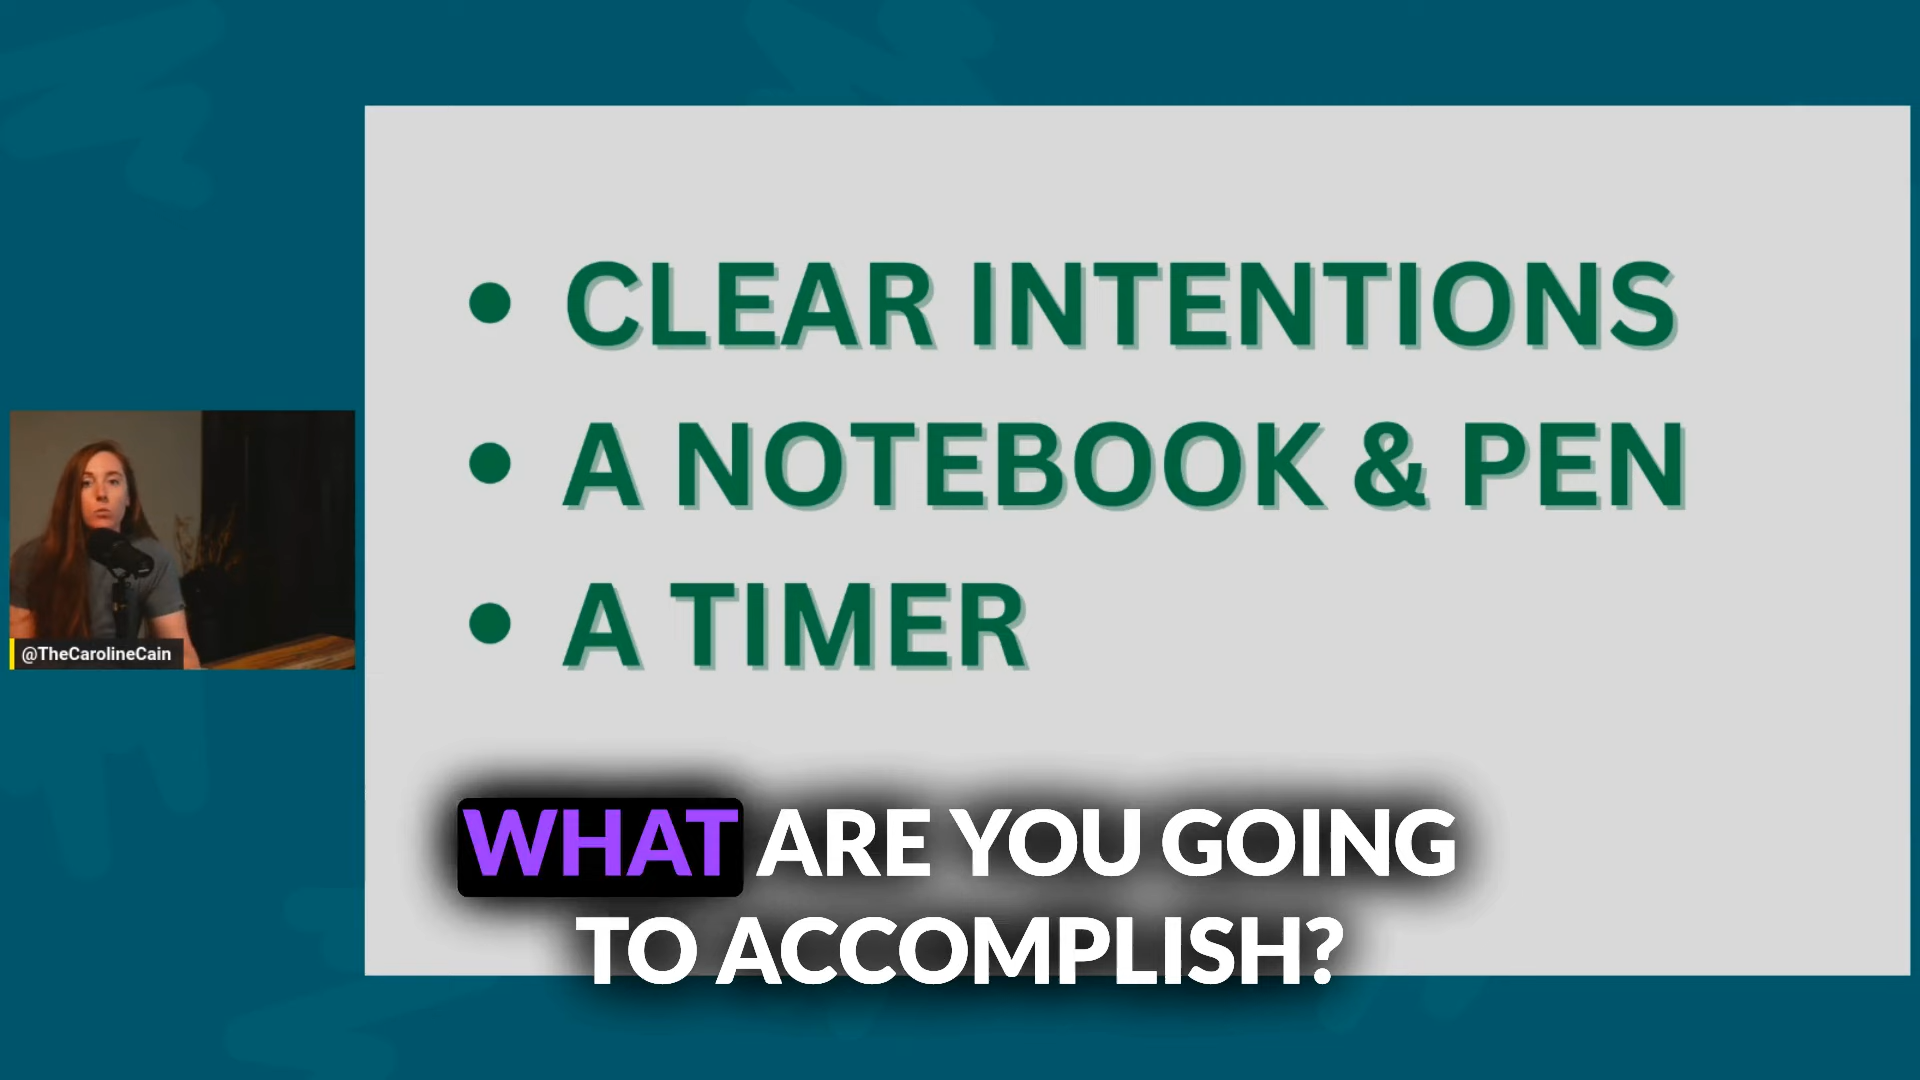 • CLEAR INTENTIONS
• A NOTEBOOK & PEN
• A TIMER
@TheCarolineCain
WHAT ARE YOU GOING
TO ACCOMPLISH?